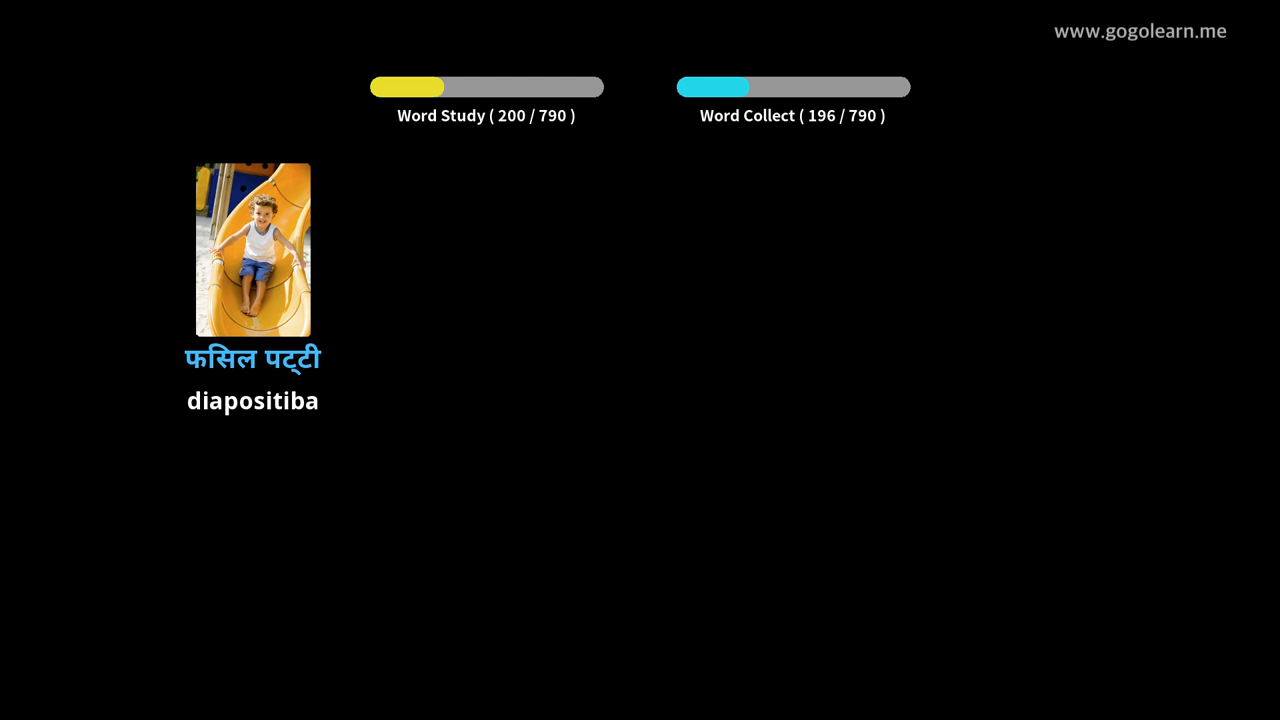 www.gogolearn.me
Word Study ( 200 / 790 )
Word Collect ( 196 / 790 )
फसिल पट्टी
diapositiba